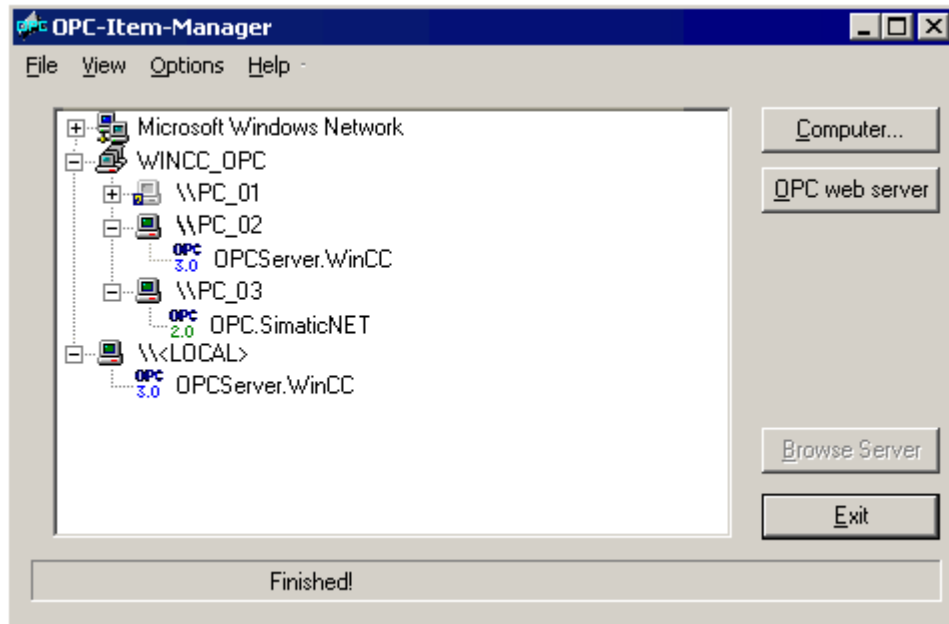 OPC OPC-Item-Manager
File View Options Help
Microsoft Windows Network
WINCC_OPC
\\PC_01
\\PC_02
OPC 3.0 OPCServer.WinCC
\\PC_03
OPC 2.0 OPC.SimaticNET
\\<LOCAL>
OPC 3.0 OPCServer.WinCC
Computer...
OPC web server
Browse Server
Exit
Finished!